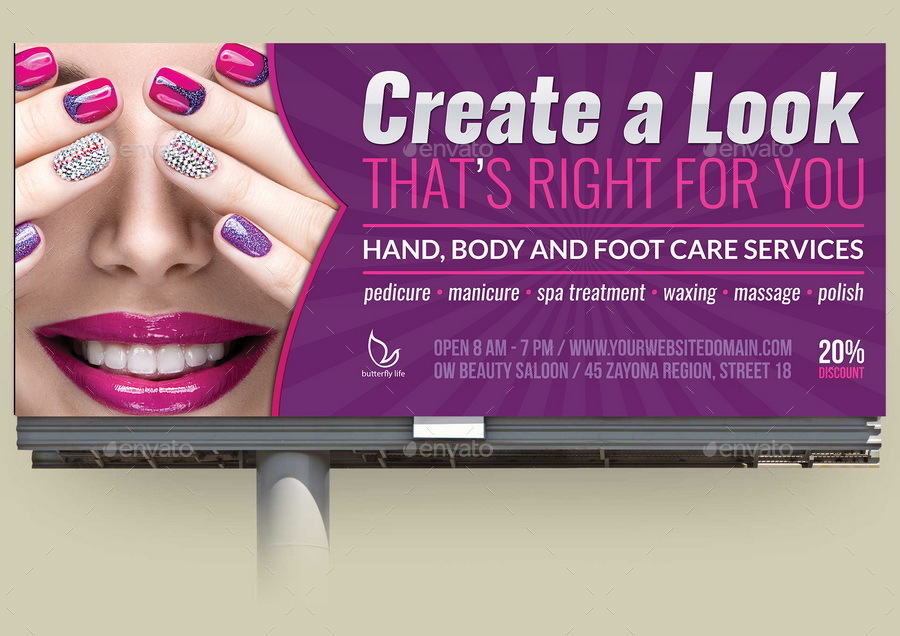 Create a Look
THAT'S RIGHT FOR YOU
HAND, BODY AND FOOT CARE SERVICES
pedicure • manicure • spa treatment • waxing • massage • polish
butterfly life
OPEN 8 AM - 7 PM / WWW.YOURWEBSITEDOMAIN.COM
OW BEAUTY SALOON / 45 ZAYONA REGION, STREET 18
20%
DISCOUNT
envato
envato
envato
envato
envato
envato